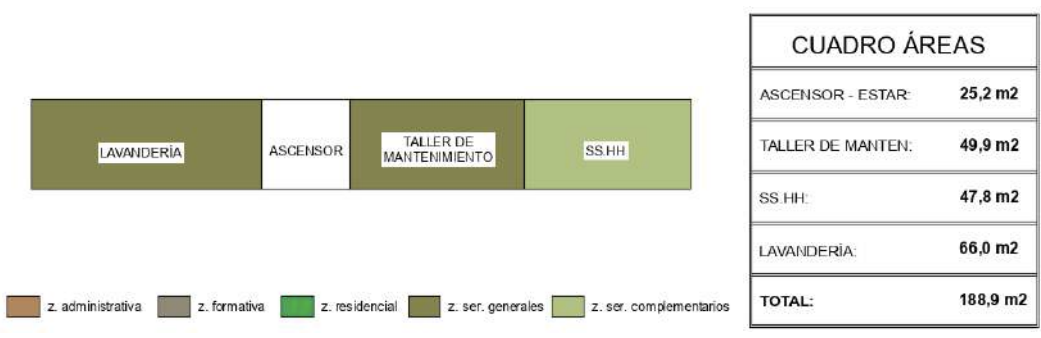 CUADRO ÁREAS
ASCENSOR - ESTAR: 25,2 m2
TALLER DE MANTEN: 49,9 m2
SS.HH: 47,8 m2
LAVANDERÍA: 66,0 m2
TOTAL: 188,9 m2
LAVANDERÍA
ASCENSOR
TALLER DE
MANTENIMIENTO
SS.HH
z. administrativa z. formativa z. residencial z. ser. generales z. ser. complementarios